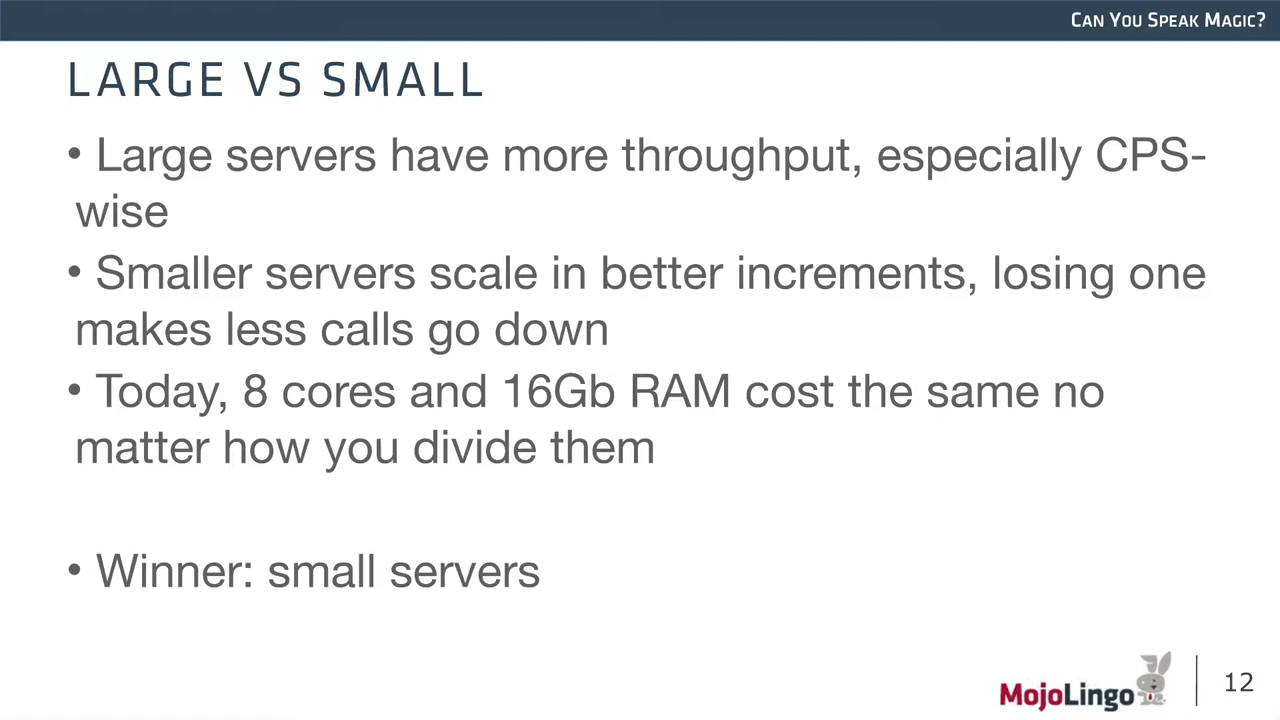 CAN YOU SPEAK MAGIC?
LARGE VS SMALL
• Large servers have more throughput, especially CPS-
wise
• Smaller servers scale in better increments, losing one
makes less calls go down
• Today, 8 cores and 16Gb RAM cost the same no
matter how you divide them
• Winner: small servers
MojoLingo
12